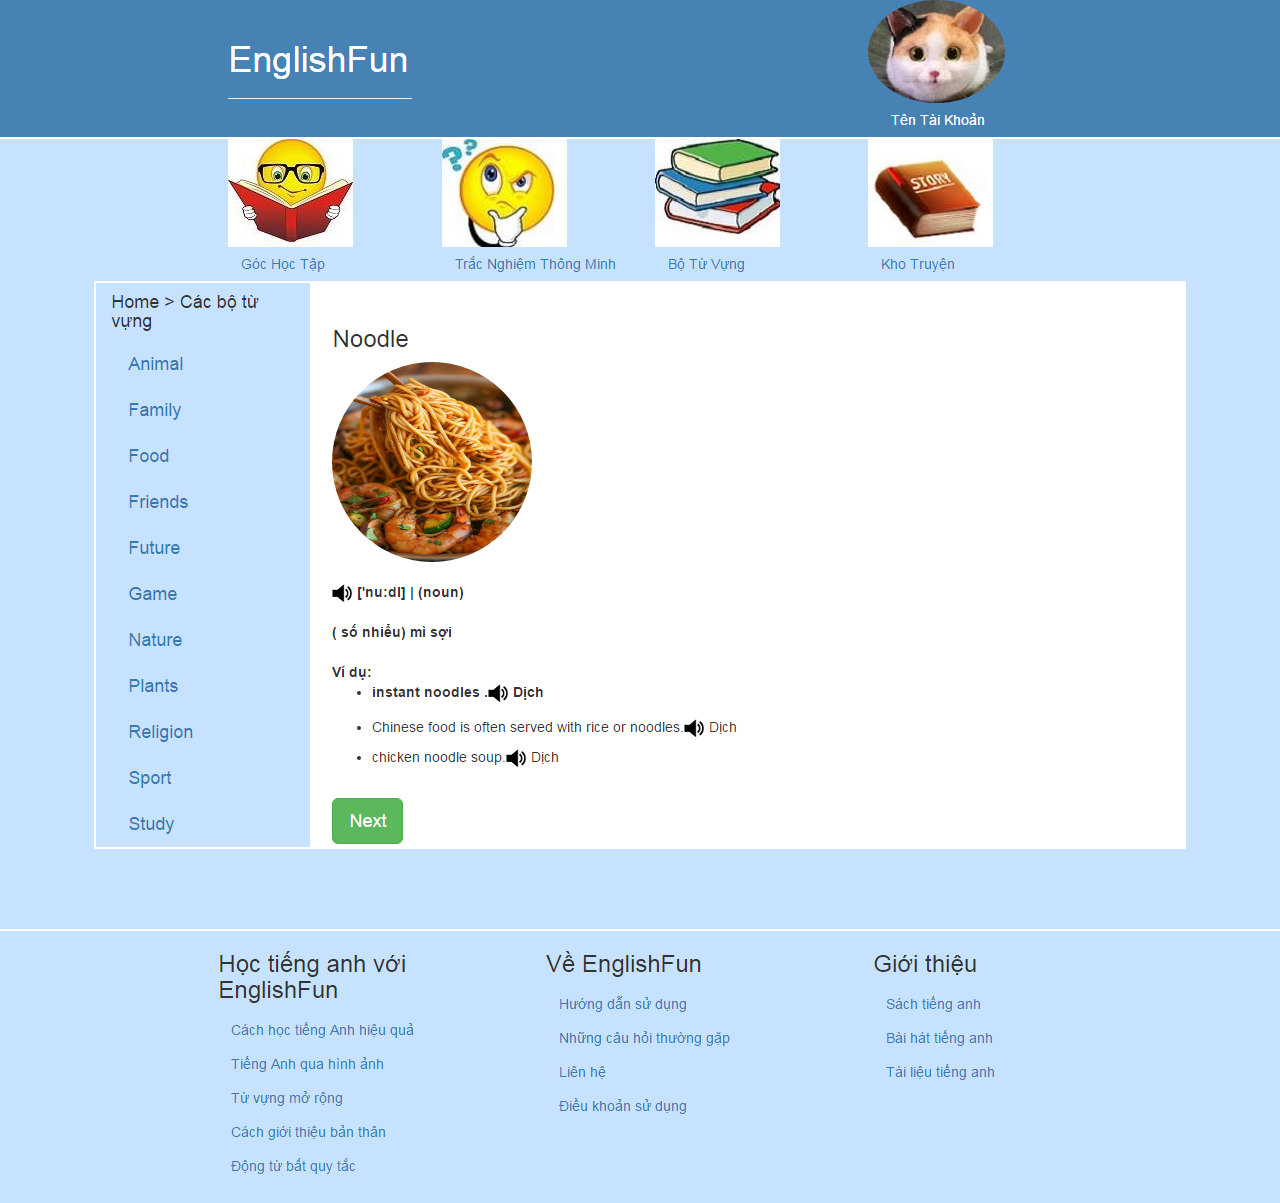 EnglishFun
Tên Tài Khoản
STORY
Góc Học Tập
Trắc Nghiệm Thông Minh
Bộ Từ Vựng
Kho Truyện
Home > Các bộ từ
vựng
Animal
Family
Food
Friends
Future
Game
Nature
Plants
Religion
Sport
Study
Noodle
['nu:dl] | (noun)
( số nhiều) mì sợi
Ví dụ:
instant noodles . Dịch
Chinese food is often served with rice or noodles. Dịch
chicken noodle soup. Dịch
Next
Học tiếng anh với
EnglishFun
Cách học tiếng Anh hiệu quả
Tiếng Anh qua hình ảnh
Từ vựng mở rộng
Cách giới thiệu bản thân
Động từ bất quy tắc
Về EnglishFun
Hướng dẫn sử dụng
Những câu hỏi thường gặp
Liên hệ
Điều khoản sử dụng
Giới thiệu
Sách tiếng anh
Bài hát tiếng anh
Tài liệu tiếng anh